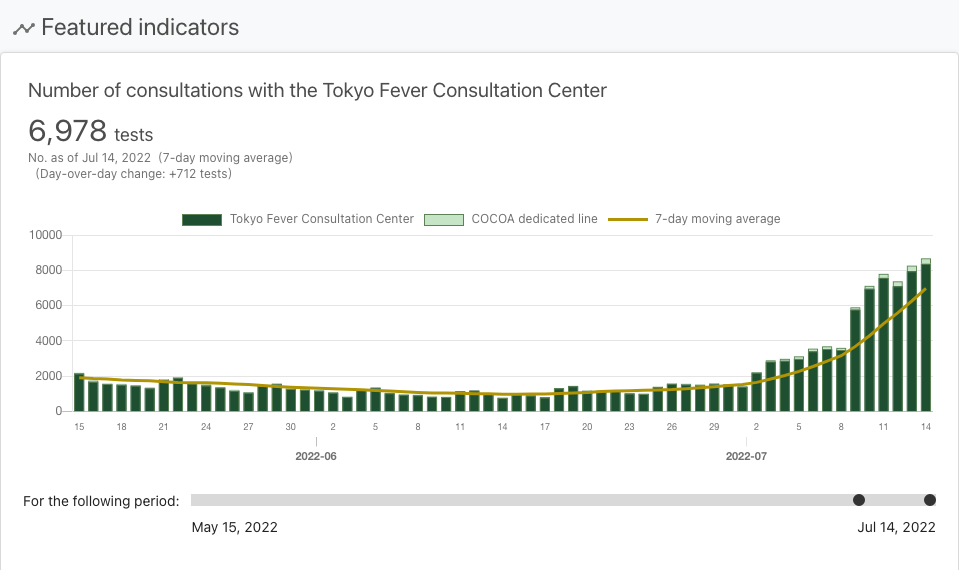 Featured indicators
Number of consultations with the Tokyo Fever Consultation Center
6,978 tests
No. as of Jul 14, 2022 (7-day moving average)
(Day-over-day change: +712 tests)
Tokyo Fever Consultation Center COCOA dedicated line 7-day moving average
10000
8000
6000
4000
2000
0
15 18 21 24 27 30 2 5 8 11 14 17 20 23 26 29 2 5 8 11 14
2022-06 2022-07
For the following period:
May 15, 2022 Jul 14, 2022